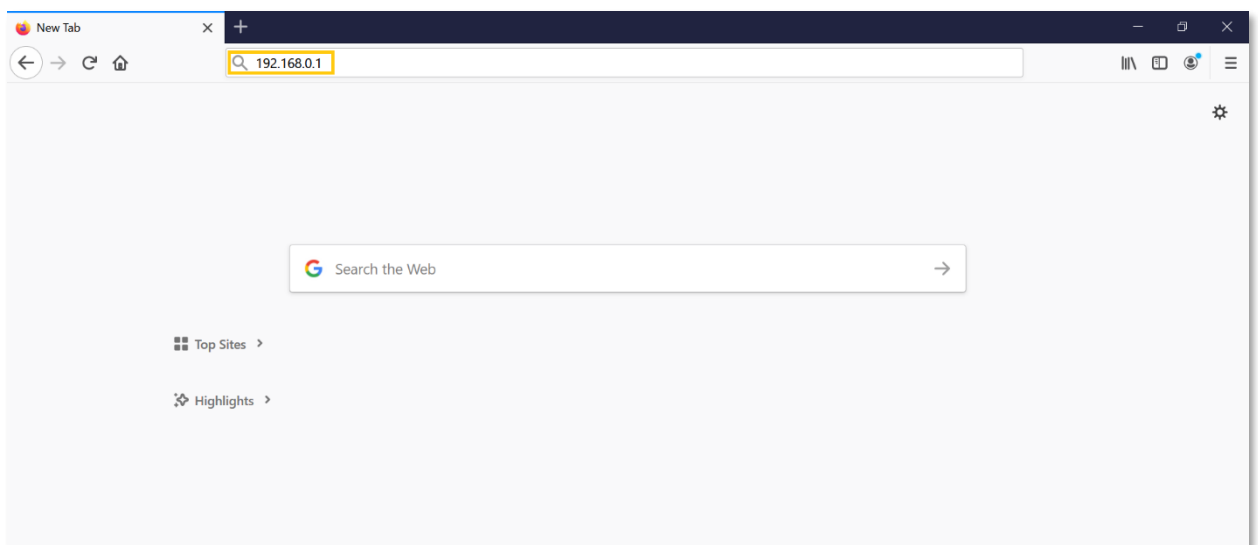 New Tab
192.168.0.1
Search the Web
Top Sites
Highlights